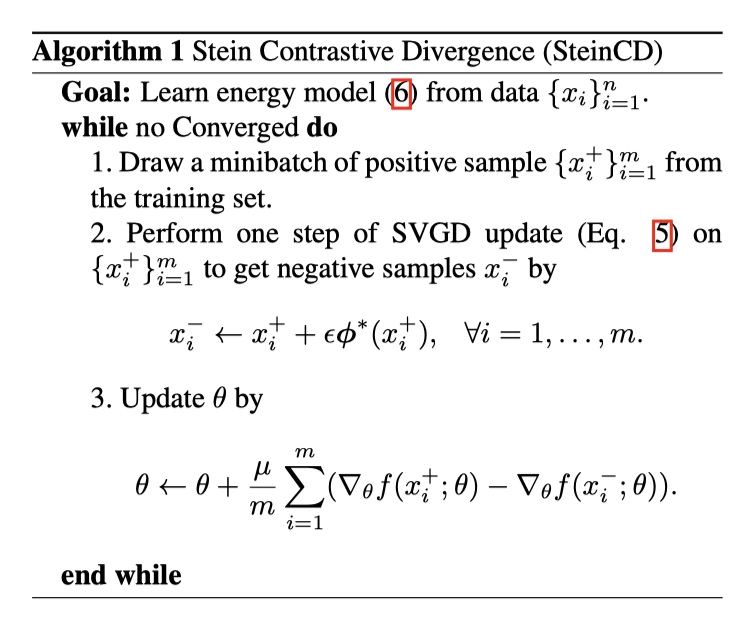 Algorithm 1 Stein Contrastive Divergence (SteinCD)
Goal: Learn energy model (6) from data $\{x_i\}_{i=1}^n$.
while no Converged do
1. Draw a minibatch of positive sample $\{x_i^+\}_{i=1}^m$ from
the training set.
2. Perform one step of SVGD update (Eq. 5) on
$\{x_i^+\}_{i=1}^m$ to get negative samples $x_i^-$ by
$x_i^- \leftarrow x_i^+ + \epsilon \boldsymbol{\phi}^*(x_i^+), \quad \forall i = 1, \ldots, m.$
3. Update $\theta$ by
$\theta \leftarrow \theta + \frac{\mu}{m} \sum_{i=1}^{m} (\nabla_\theta f(x_i^+; \theta) - \nabla_\theta f(x_i^-; \theta)).$
end while